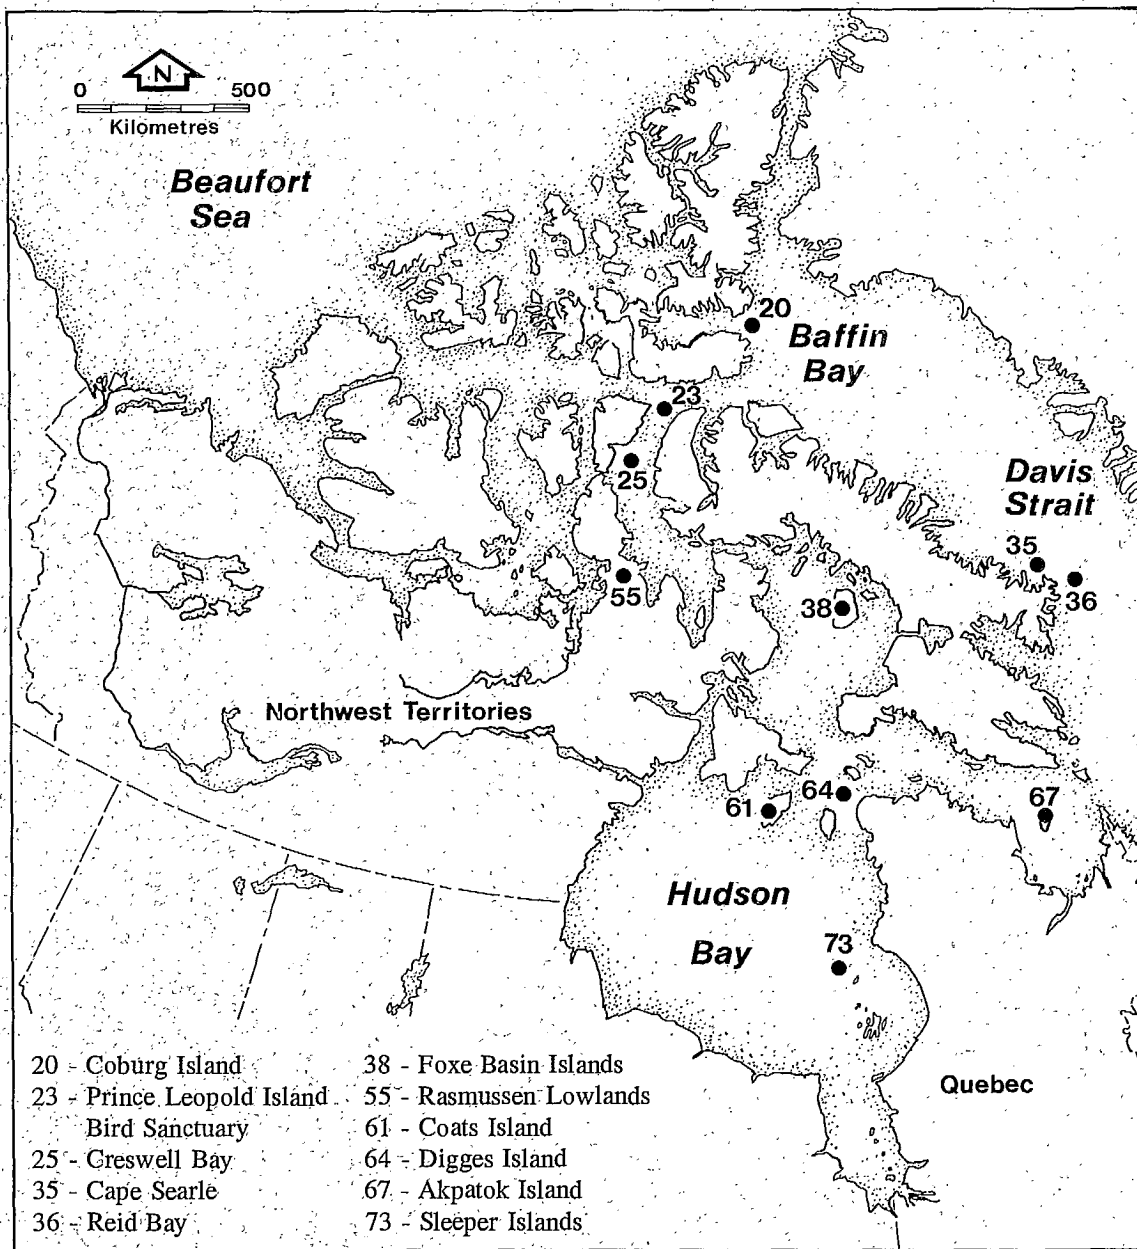 N
0 500
Kilometres
Beaufort
Sea
20
Baffin
Bay
23
25
Davis
Strait
35
36
55
38
Northwest Territories
61
64
67
Hudson
Bay
73
Quebec
20 - Coburg Island
23 - Prince Leopold Island
Bird Sanctuary
25 - Creswell Bay
35 - Cape Searle
36 - Reid Bay
38 - Foxe Basin Islands
55 - Rasmussen Lowlands
61 - Coats Island
64 - Digges Island
67 - Akpatok Island
73 - Sleeper Islands